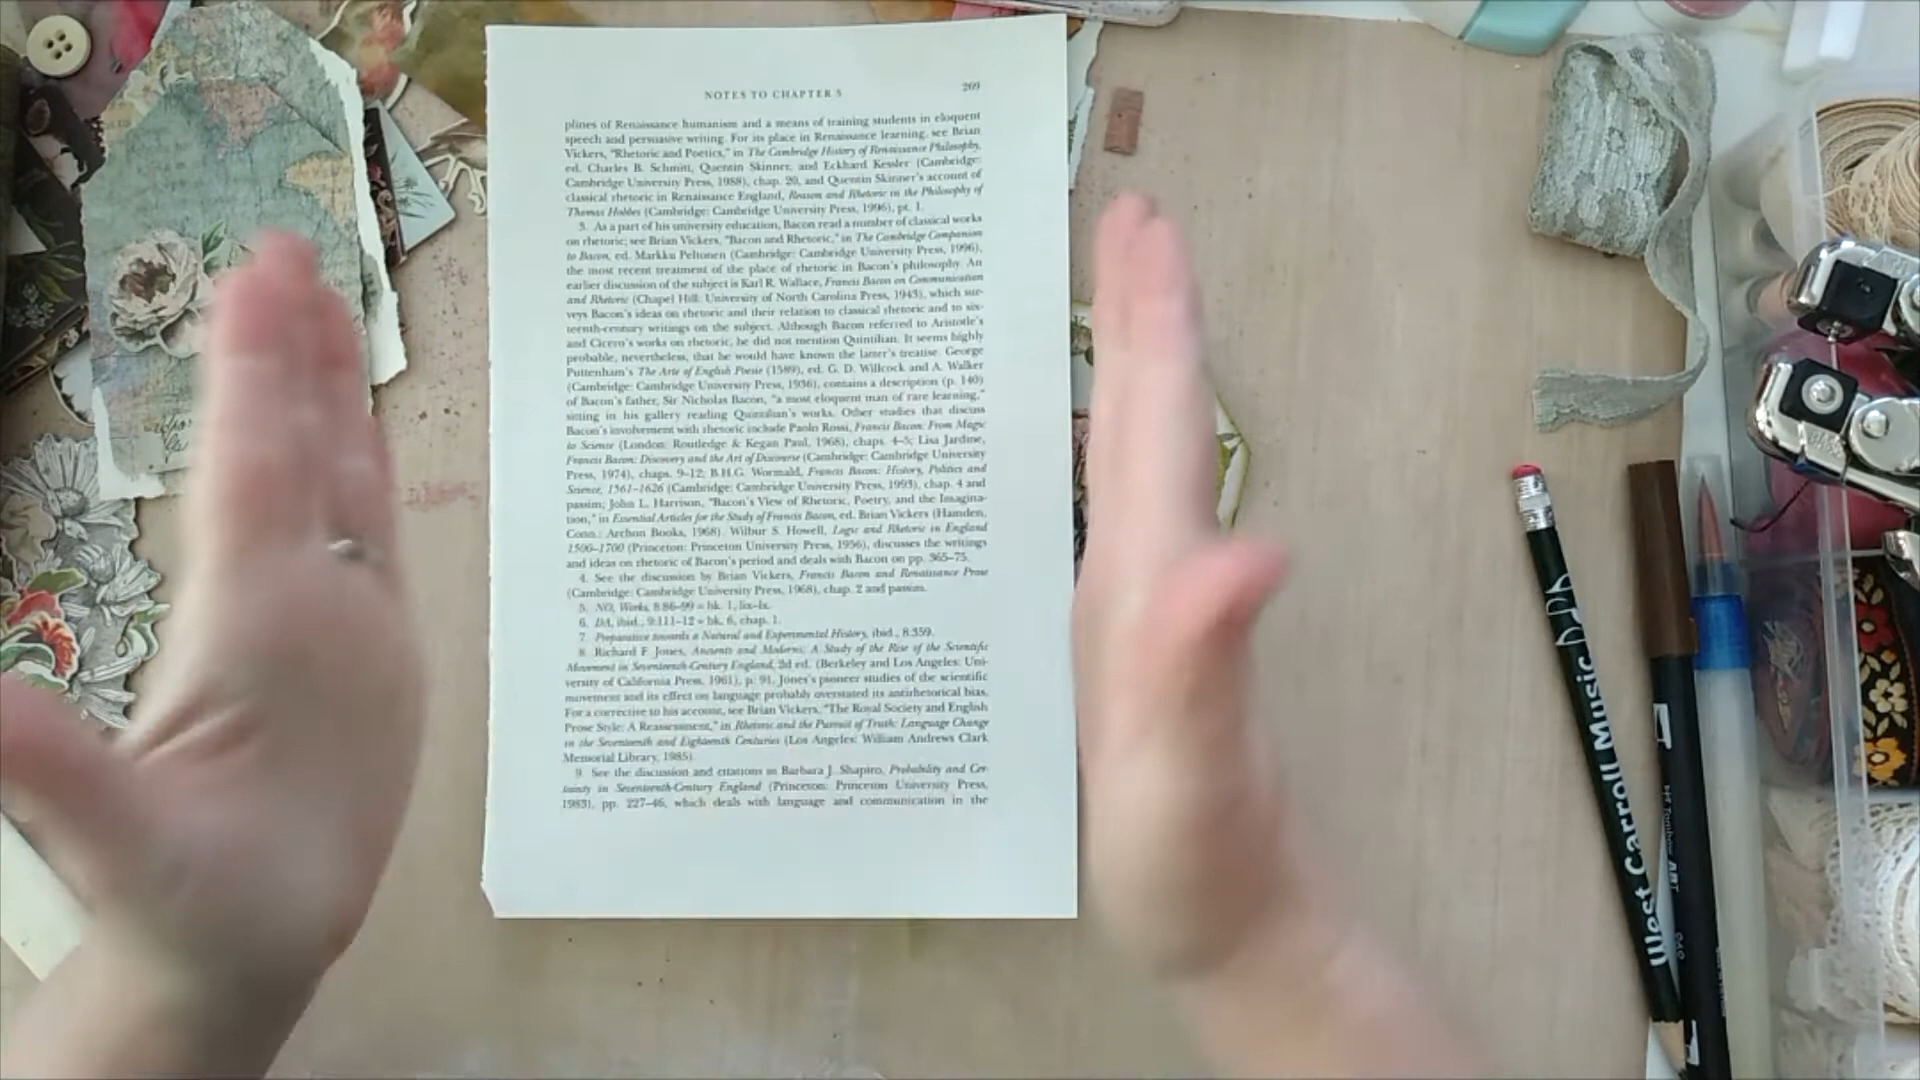 NOTES TO CHAPTER 5
269
plines of Renaissance humanism and a means of training students in eloquent
speech and persuasive writing. For its place in Renaissance learning, see Brian
Vickers, "Rhetoric and Poetics," in The Cambridge History of Renaissance Philosophy,
ed. Charles B. Schmitt, Quentin Skinner, and Eckhard Kessler (Cambridge:
Cambridge University Press, 1988), chap. 20, and Quentin Skinner's account of
classical rhetoric in Renaissance England, Reason and Rhetoric in the Philosophy of
Thomas Hobbes (Cambridge: Cambridge University Press, 1996), pt. 1.
3. As a part of his university education, Bacon read a number of classical works
on rhetoric; see Brian Vickers, "Bacon and Rhetoric," in The Cambridge Companion
to Bacon, ed. Markku Peltonen (Cambridge: Cambridge University Press, 1996),
the most recent treatment of the place of rhetoric in Bacon's philosophy. An
earlier discussion of the subject is Karl R. Wallace, Francis Bacon on Communication
and Rhetoric (Chapel Hill: University of North Carolina Press, 1943), which sur-
veys Bacon's ideas on rhetoric and their relation to classical rhetoric and to six-
teenth-century writings on the subject. Although Bacon referred to Aristotle's
and Cicero's works on rhetoric, he did not mention Quintilian. It seems highly
probable, nevertheless, that he would have known the latter's treatise. George
Puttenham's The Arte of English Poesie (1589), ed. G. D. Willcock and A. Walker
(Cambridge: Cambridge University Press, 1936), contains a description (p. 140)
of Bacon's father, Sir Nicholas Bacon, "a most eloquent man of rare learning,"
sitting in his gallery reading Quintilian's works. Other studies that discuss
Bacon's involvement with rhetoric include Paolo Rossi, Francis Bacon: From Magic
to Science (London: Routledge & Kegan Paul, 1968), chaps. 4–5; Lisa Jardine,
Francis Bacon: Discovery and the Art of Discourse (Cambridge: Cambridge University
Press, 1974), chaps. 9–12; B.H.G. Wormald, Francis Bacon: History, Politics and
Science, 1561–1626 (Cambridge: Cambridge University Press, 1993), chap. 4 and
passim; John L. Harrison, "Bacon's View of Rhetoric, Poetry, and the Imagina-
tion," in Essential Articles for the Study of Francis Bacon, ed. Brian Vickers (Hamden,
Conn.: Archon Books, 1968). Wilbur S. Howell, Logic and Rhetoric in England
1500–1700 (Princeton: Princeton University Press, 1956), discusses the writings
and ideas on rhetoric of Bacon's period and deals with Bacon on pp. 365–75.
4. See the discussion by Brian Vickers, Francis Bacon and Renaissance Prose
(Cambridge: Cambridge University Press, 1968), chap. 2 and passim.
5. NO, Works, 8:86–99 = bk. 1, lix–lx.
6. DA, ibid., 9:111–12 = bk. 6, chap. 1.
7. Preparative towards a Natural and Experimental History, ibid., 8:359.
8. Richard F. Jones, Ancients and Moderns: A Study of the Rise of the Scientific
Movement in Seventeenth-Century England, 2d ed. (Berkeley and Los Angeles: Uni-
versity of California Press, 1961), p. 91. Jones's pioneer studies of the scientific
movement and its effect on language probably overstated its antirhetorical bias.
For a corrective to his account, see Brian Vickers, "The Royal Society and English
Prose Style: A Reassessment," in Rhetoric and the Pursuit of Truth: Language Change
in the Seventeenth and Eighteenth Centuries (Los Angeles: William Andrews Clark
Memorial Library, 1985).
9. See the discussion and citations in Barbara J. Shapiro, Probability and Cer-
tainty in Seventeenth-Century England (Princeton: Princeton University Press,
1983), pp. 227–46, which deals with language and communication in the
West Carroll Music
Tombow ART